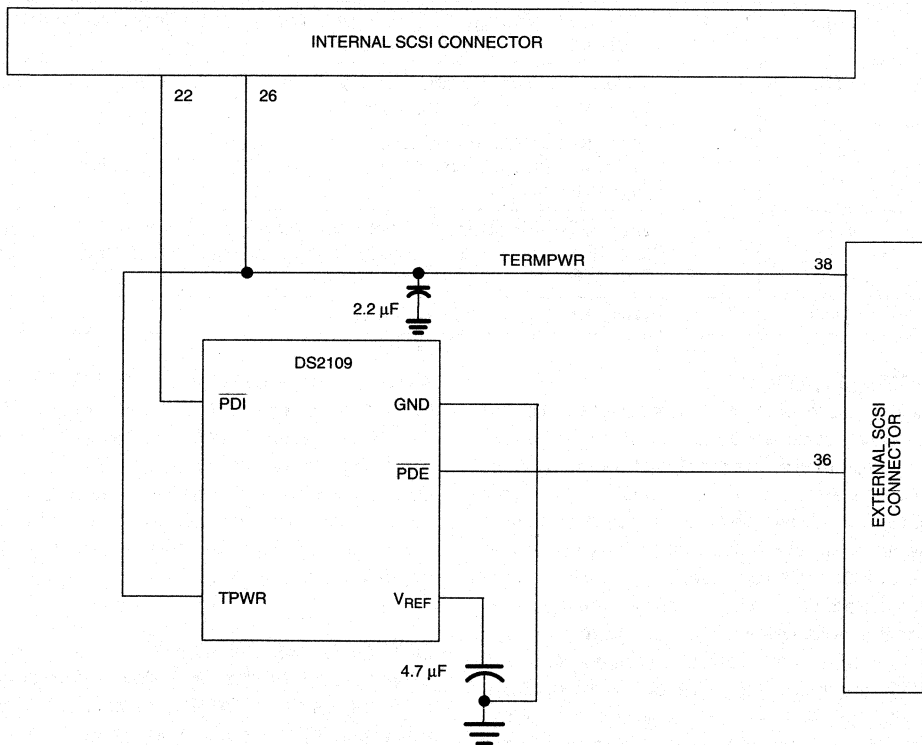 INTERNAL SCSI CONNECTOR
22 26
TERMPWR 38
2.2 µF
DS2109
PDI GND
PDE 36
EXTERNAL SCSI
CONNECTOR
TPWR VREF
4.7 µF